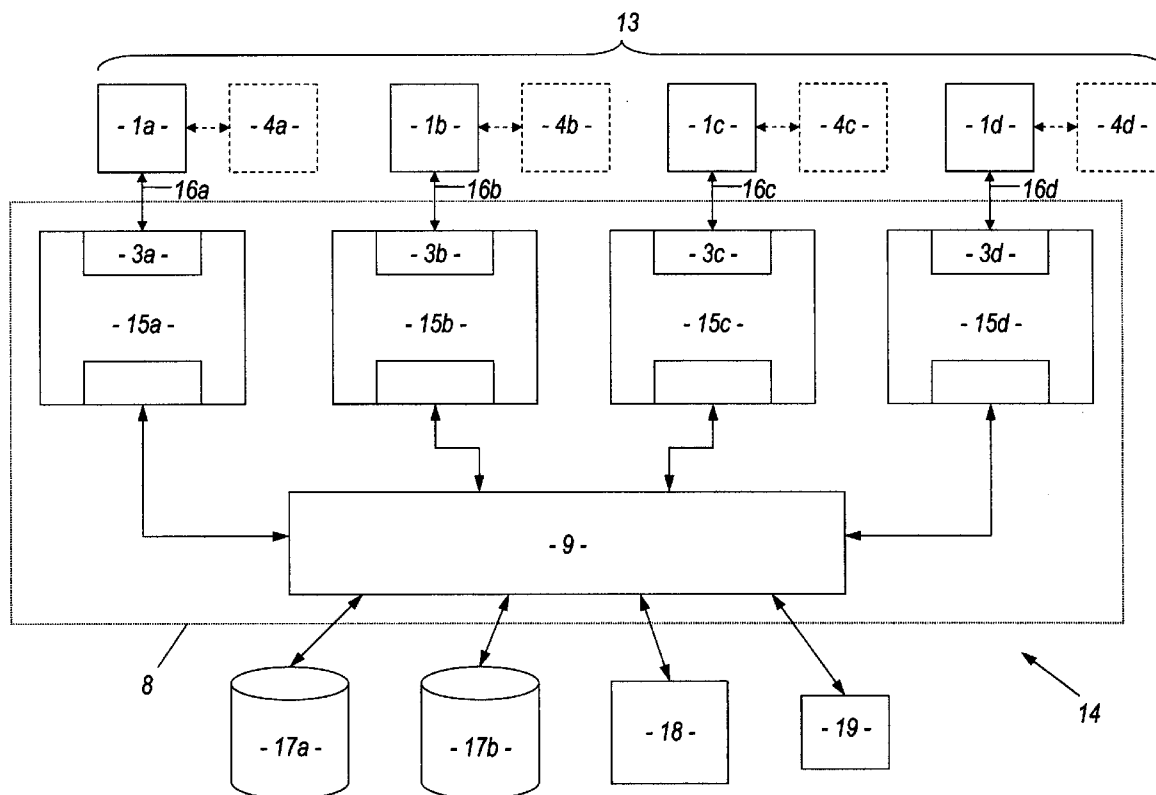 13
- 1a - - 4a - - 1b - - 4b - - 1c - - 4c - - 1d - - 4d -
16a 16b 16c 16d
- 3a - - 3b - - 3c - - 3d -
- 15a - - 15b - - 15c - - 15d -
- 9 -
8
14
- 17a - - 17b - - 18 - - 19 -